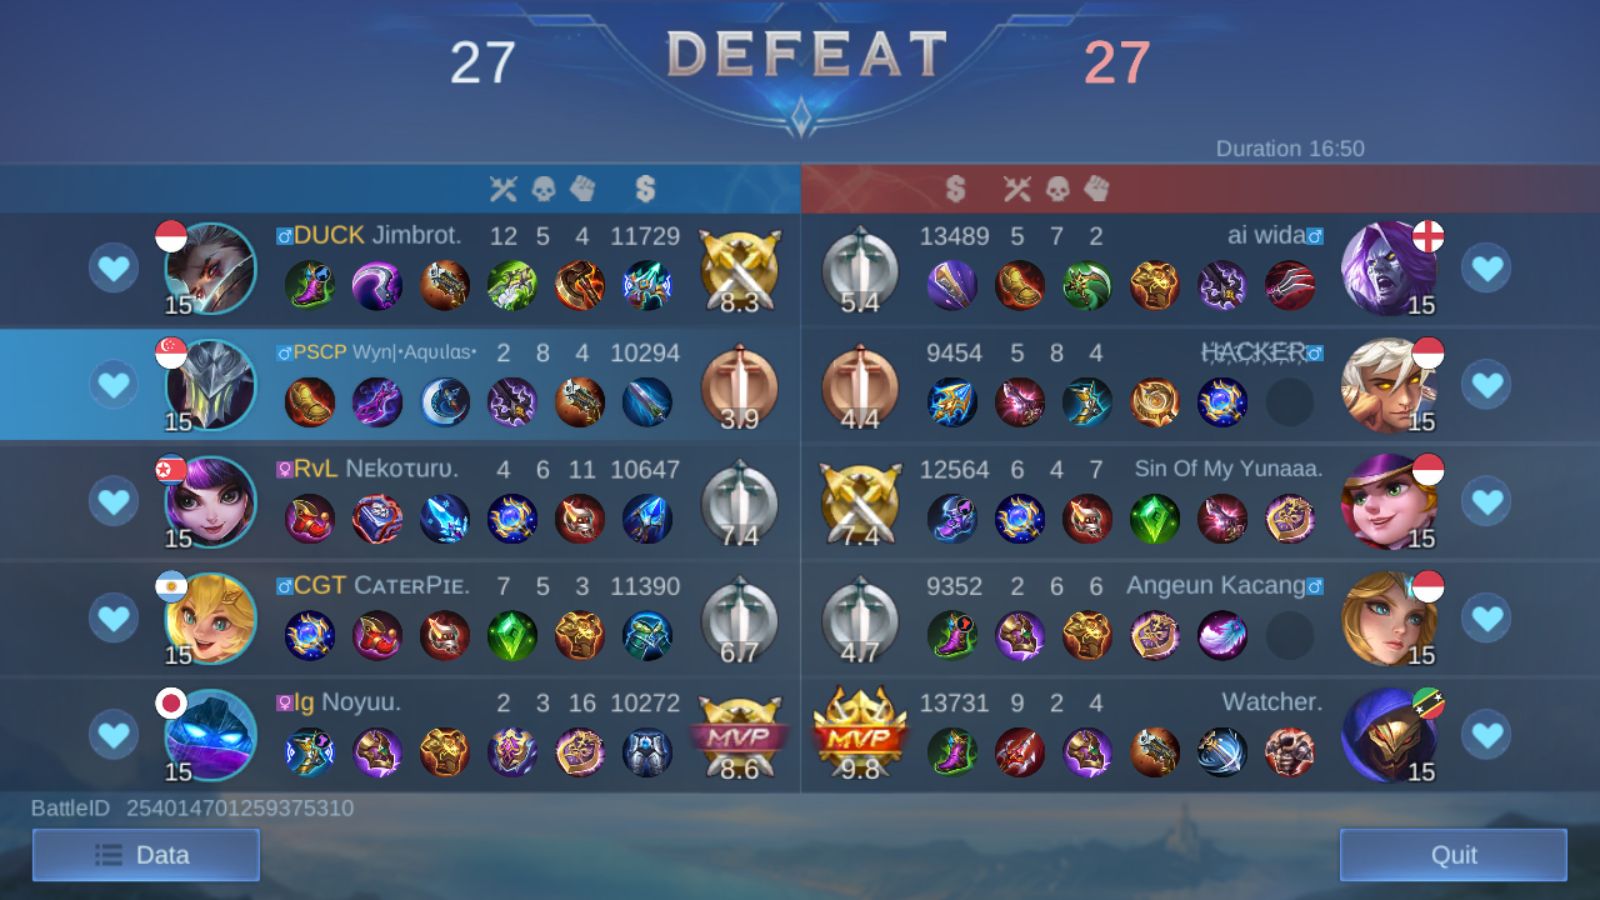 27 DEFEAT 27
Duration 16:50
DUCK Jimbrot. 12 5 4 11729
15 8.3
13489 5 7 2 ai wida
5.4 15
PSCP Wyn|•Aqυιlαs• 2 8 4 10294
15 3.9
9454 5 8 4 HACKER
4.4 15
RvL Nᴇkoтuru. 4 6 11 10647
15 7.4
12564 6 4 7 Sin Of My Yunaaa.
7.4 15
CGT CᴀᴛᴇʀPɪᴇ. 7 5 3 11390
15 6.7
9352 2 6 6 Angeun Kacang
4.7 15
Ig Noyuu. 2 3 16 10272
15 MVP 8.6
13731 9 2 4 Watcher.
MVP 9.8 15
BattleID 254014701259375310
Data
Quit